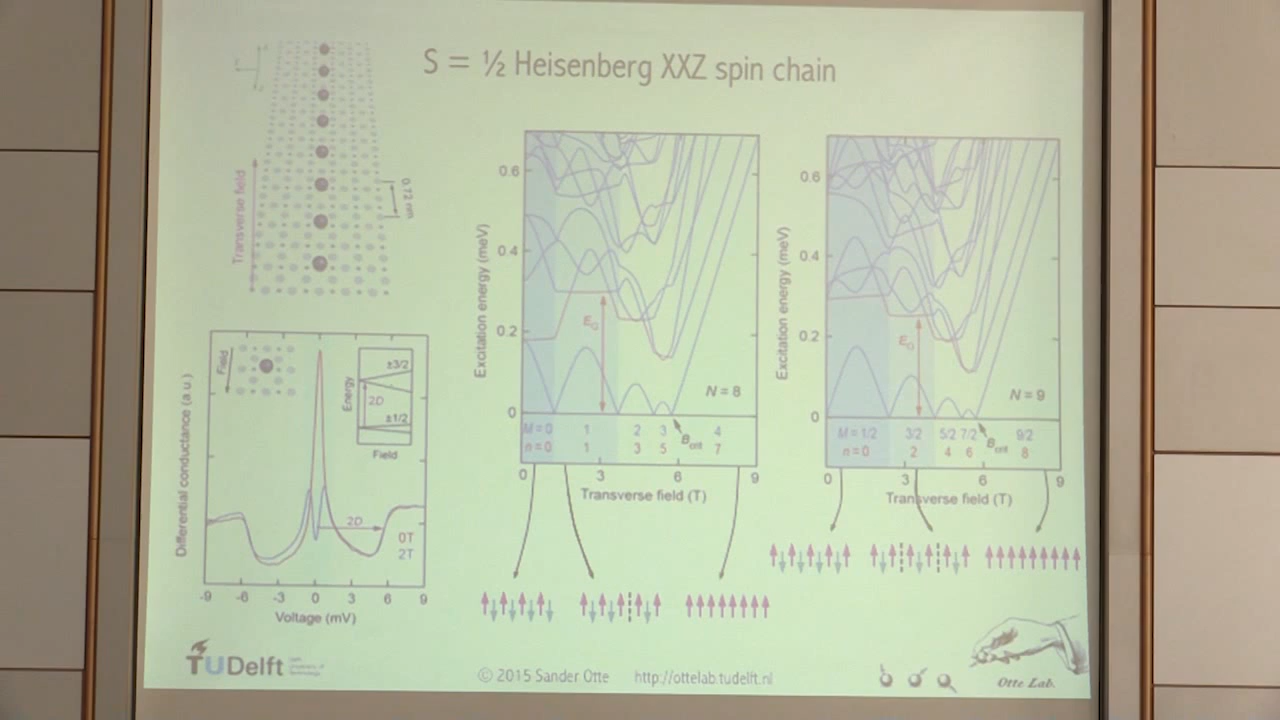 S = ½ Heisenberg XXZ spin chain
Transverse field
0.72 nm
Differential conductance (a.u.)
Field
Energy
±3/2
2D
±1/2
Field
2D
0T
2T
-9 -6 -3 0 3 6 9
Voltage (mV)
Excitation energy (meV)
0.6
0.4
0.2
0
E_G
N = 8
M = 0 1 2 3 B_crit 4
n = 0 1 3 5 7
0 3 6 9
Transverse field (T)
Excitation energy (meV)
0.6
0.4
0.2
0
E_G
N = 9
M = 1/2 3/2 5/2 7/2 B_crit 9/2
n = 0 2 4 6 8
0 3 6 9
Transverse field (T)
TUDelft
© 2015 Sander Otte http://ottelab.tudelft.nl
Otte Lab